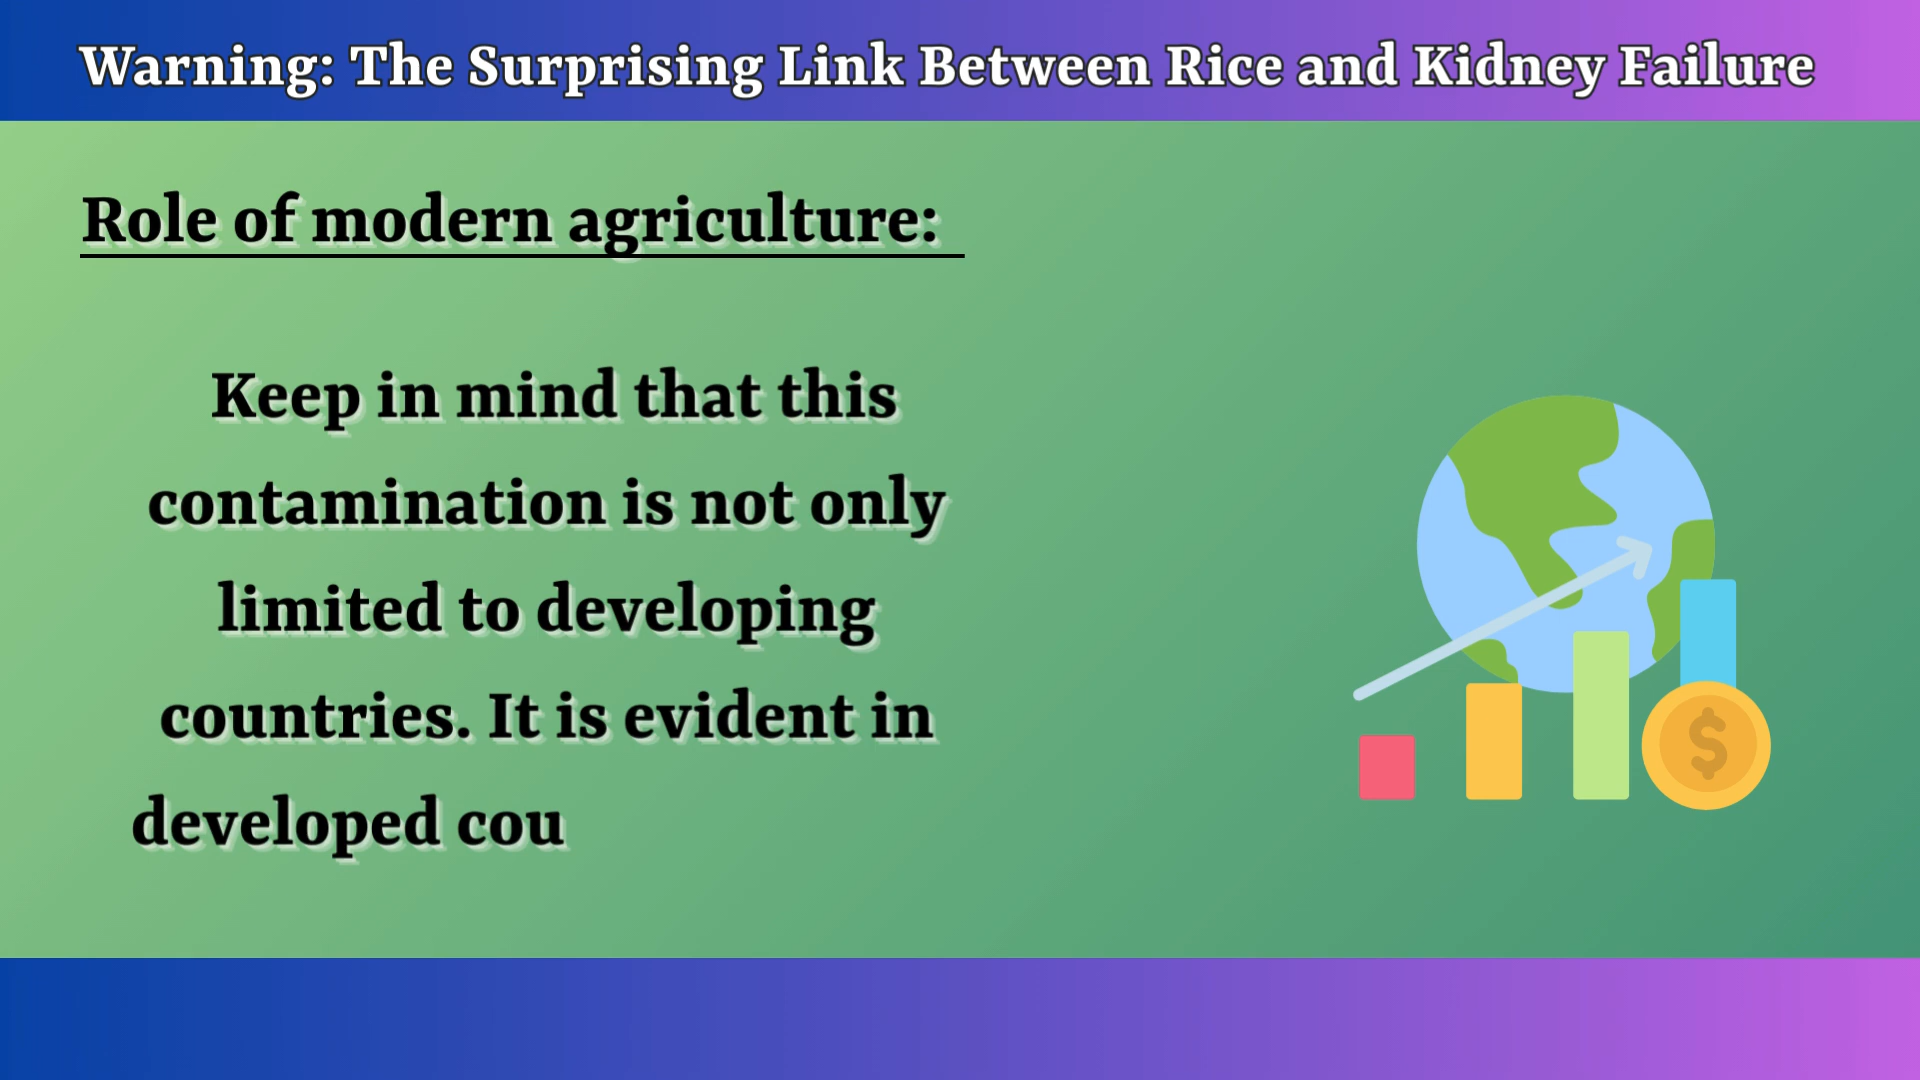 Warning: The Surprising Link Between Rice and Kidney Failure
Role of modern agriculture:
Keep in mind that this
contamination is not only
limited to developing
countries. It is evident in
developed cou
$